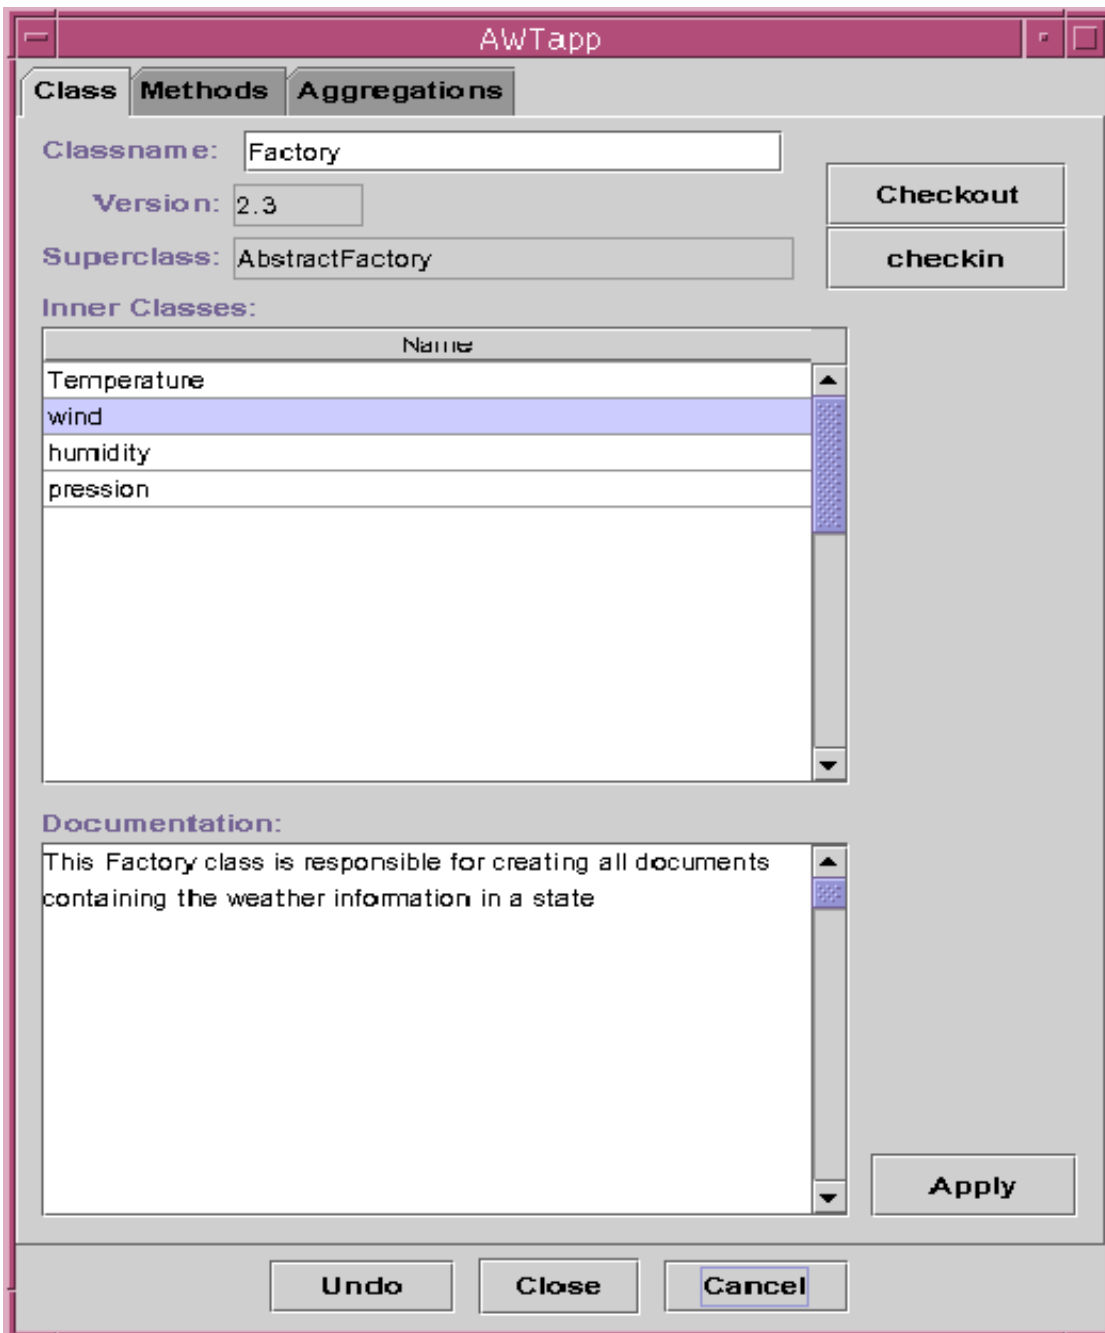 AWTapp
Class Methods Aggregations
Classname: Factory
Checkout
Version: 2.3
Superclass: AbstractFactory
checkin
Inner Classes:
Name
Temperature
wind
humidity
pression
Documentation:
This Factory class is responsible for creating all documents
containing the weather information in a state
Apply
Undo Close Cancel